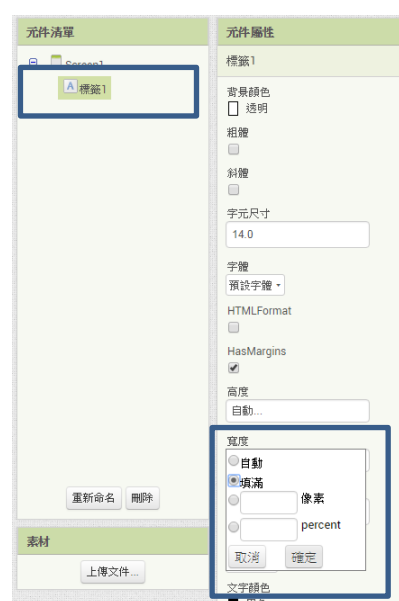 元件清單
Screen1
標籤1
重新命名
刪除
素材
上傳文件...
元件屬性
標籤1
背景顏色
透明
粗體
斜體
字元尺寸
14.0
字體
預設字體
HTMLFormat
HasMargins
高度
自動...
寬度
自動
填滿
像素
percent
取消
確定
文字顏色